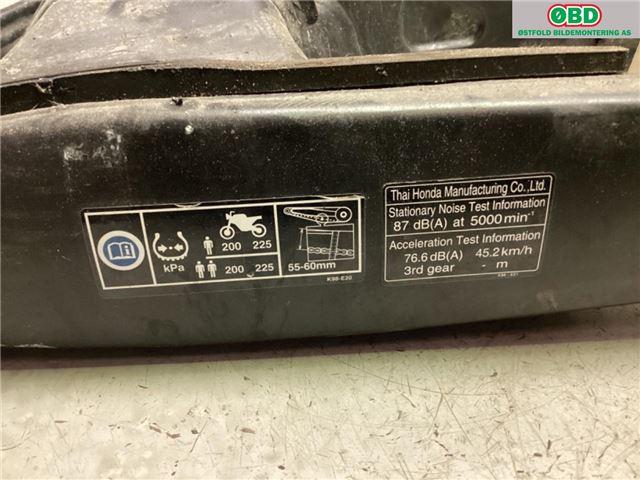 ØBD
ØSTFOLD BILDEMONTERING AS
Thai Honda Manufacturing Co.,Ltd.
Stationary Noise Test Information
87 dB(A) at 5000 min⁻¹
Acceleration Test Information
76.6 dB(A) 45.2 km/h
3rd gear - m
i
kPa
200 225
200 225
55-60mm
K98-E20